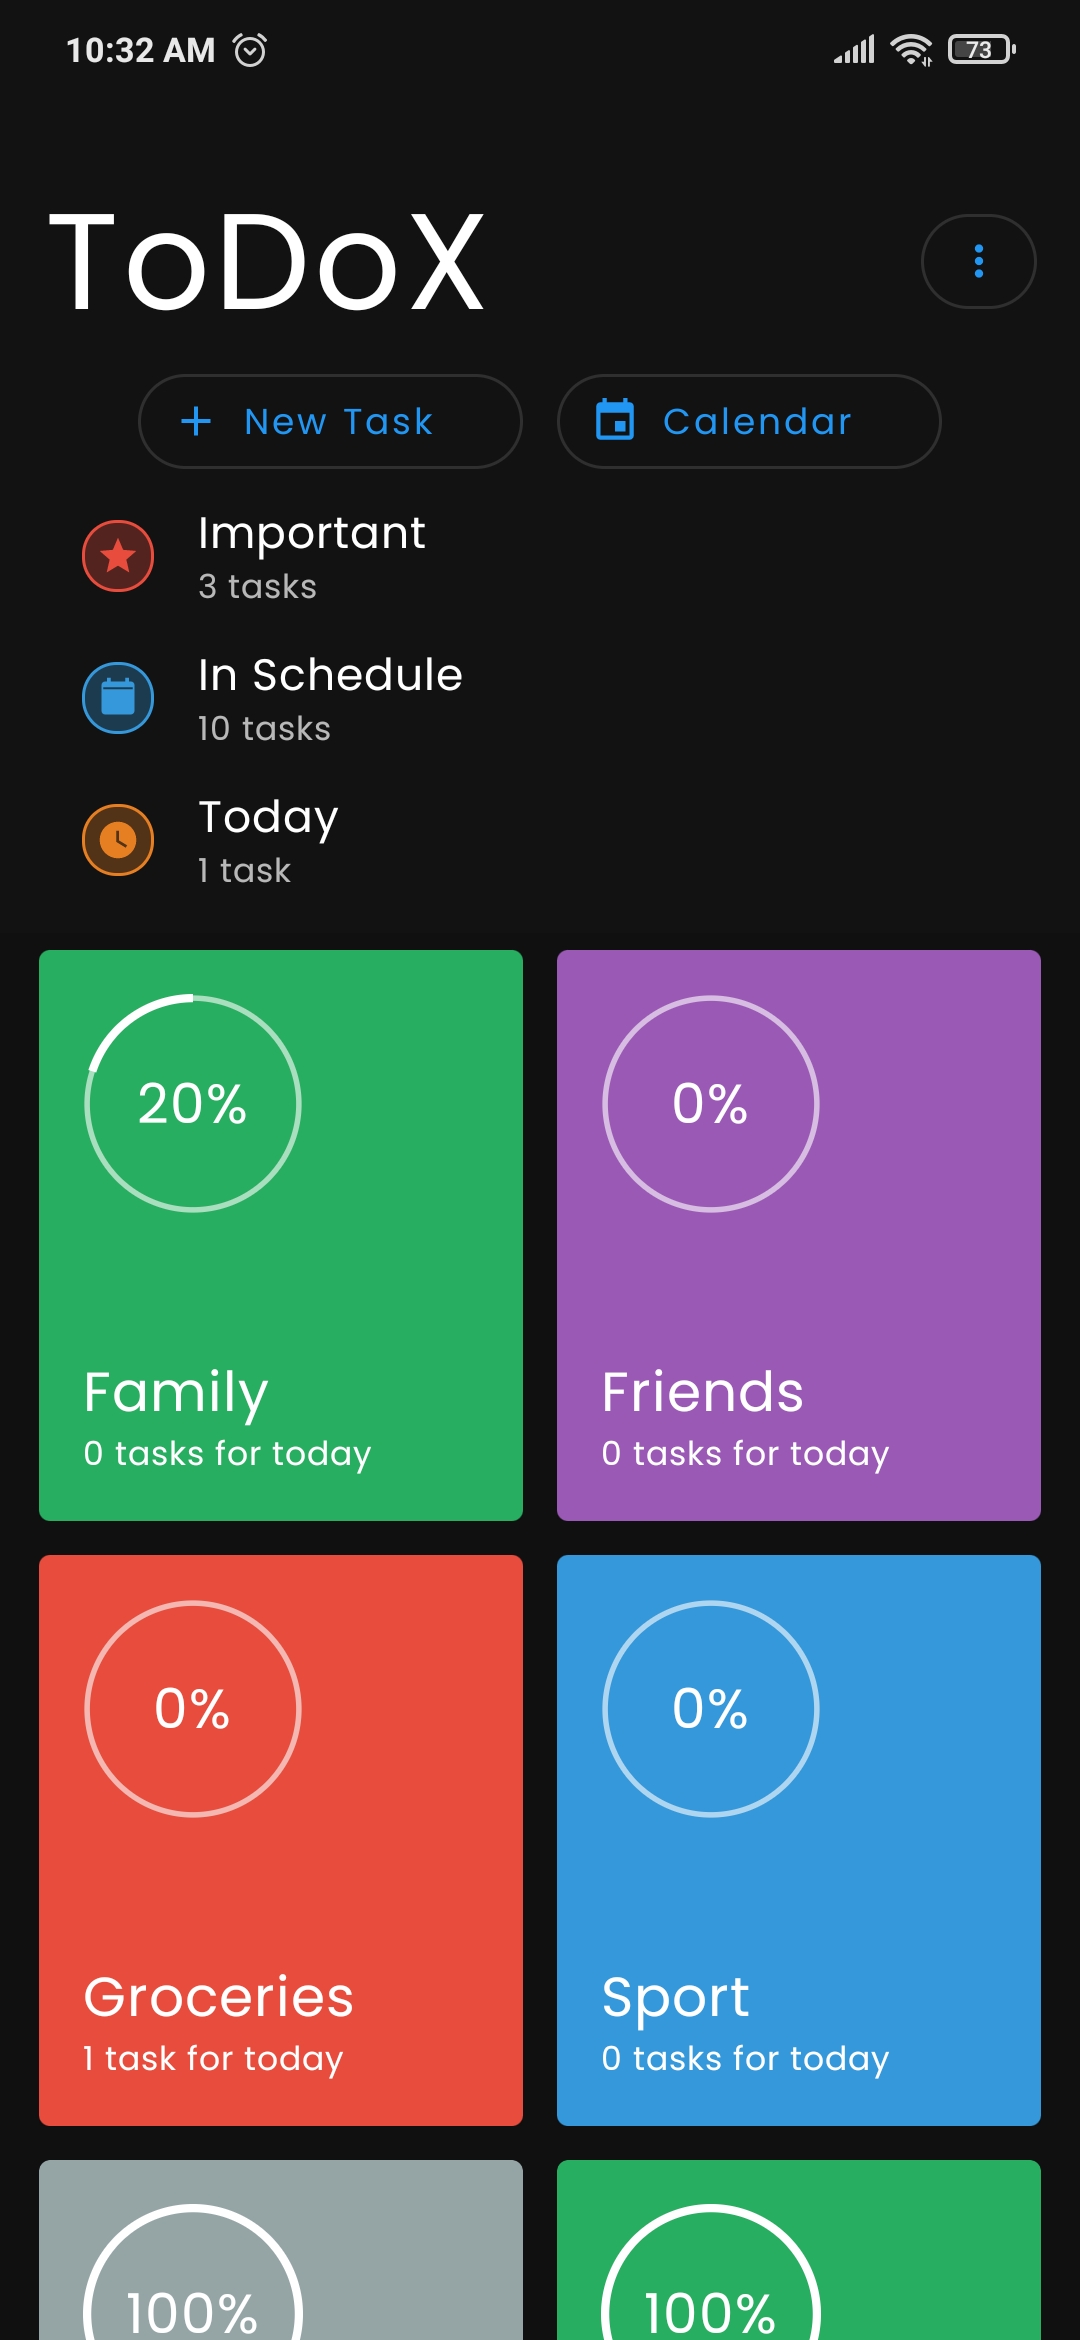 10:32 AM 73
ToDoX
New Task Calendar
Important
3 tasks
In Schedule
10 tasks
Today
1 task
20% 0%
Family Friends
0 tasks for today 0 tasks for today
0% 0%
Groceries Sport
1 task for today 0 tasks for today
100% 100%